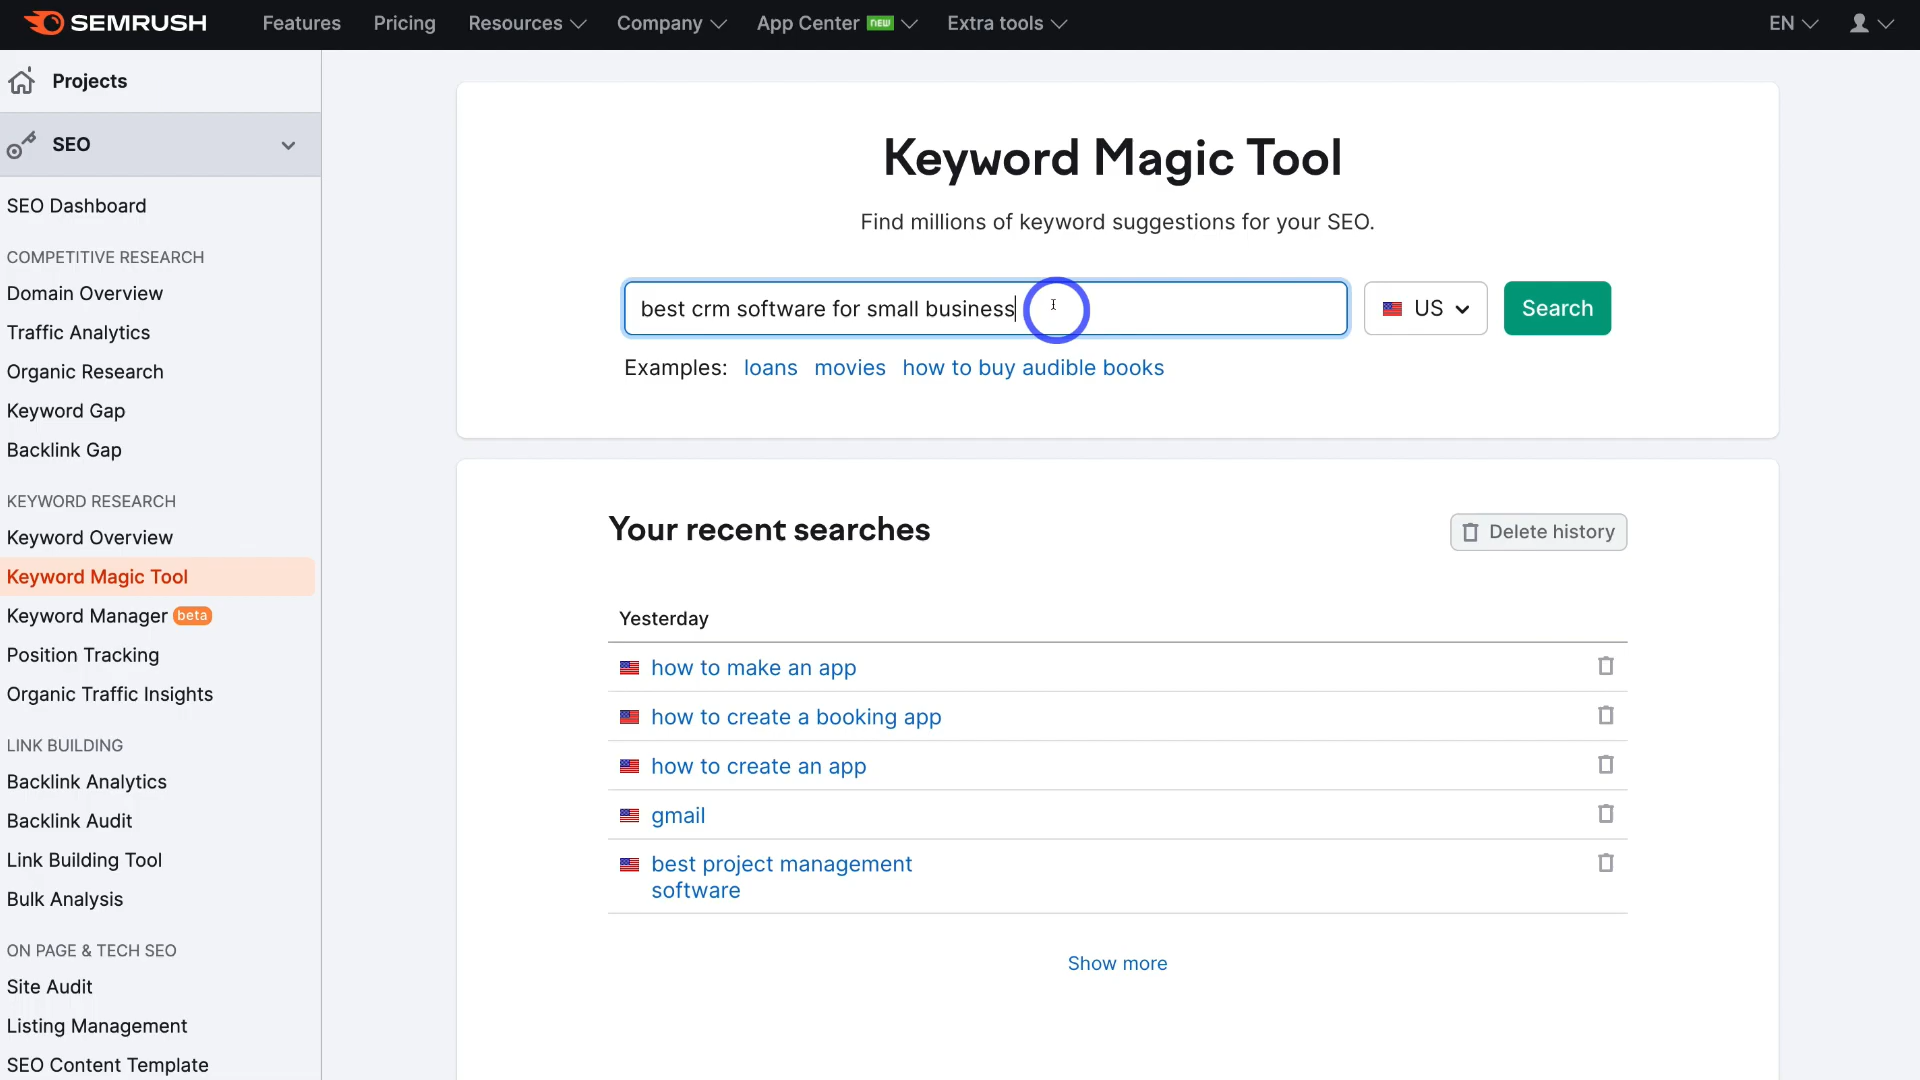 SEMRUSH Features Pricing Resources Company App Center NEW Extra tools EN
Projects
SEO
SEO Dashboard
COMPETITIVE RESEARCH
Domain Overview
Traffic Analytics
Organic Research
Keyword Gap
Backlink Gap
KEYWORD RESEARCH
Keyword Overview
Keyword Magic Tool
Keyword Manager beta
Position Tracking
Organic Traffic Insights
LINK BUILDING
Backlink Analytics
Backlink Audit
Link Building Tool
Bulk Analysis
ON PAGE & TECH SEO
Site Audit
Listing Management
SEO Content Template
Keyword Magic Tool
Find millions of keyword suggestions for your SEO.
best crm software for small business US Search
Examples: loans movies how to buy audible books
Your recent searches Delete history
Yesterday
how to make an app
how to create a booking app
how to create an app
gmail
best project management
software
Show more